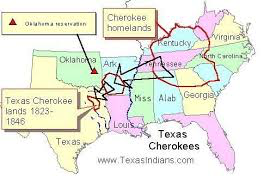 Oklahoma reservation
Cherokee
homelands
Virginia
Kentucky
North Carolina
Oklahoma
Ark
Tennessee
Texas Cherokee
lands 1823-
1846
Miss
Alab
Georgia
Texas
Louis
Texas
Cherokees
www.TexasIndians.com